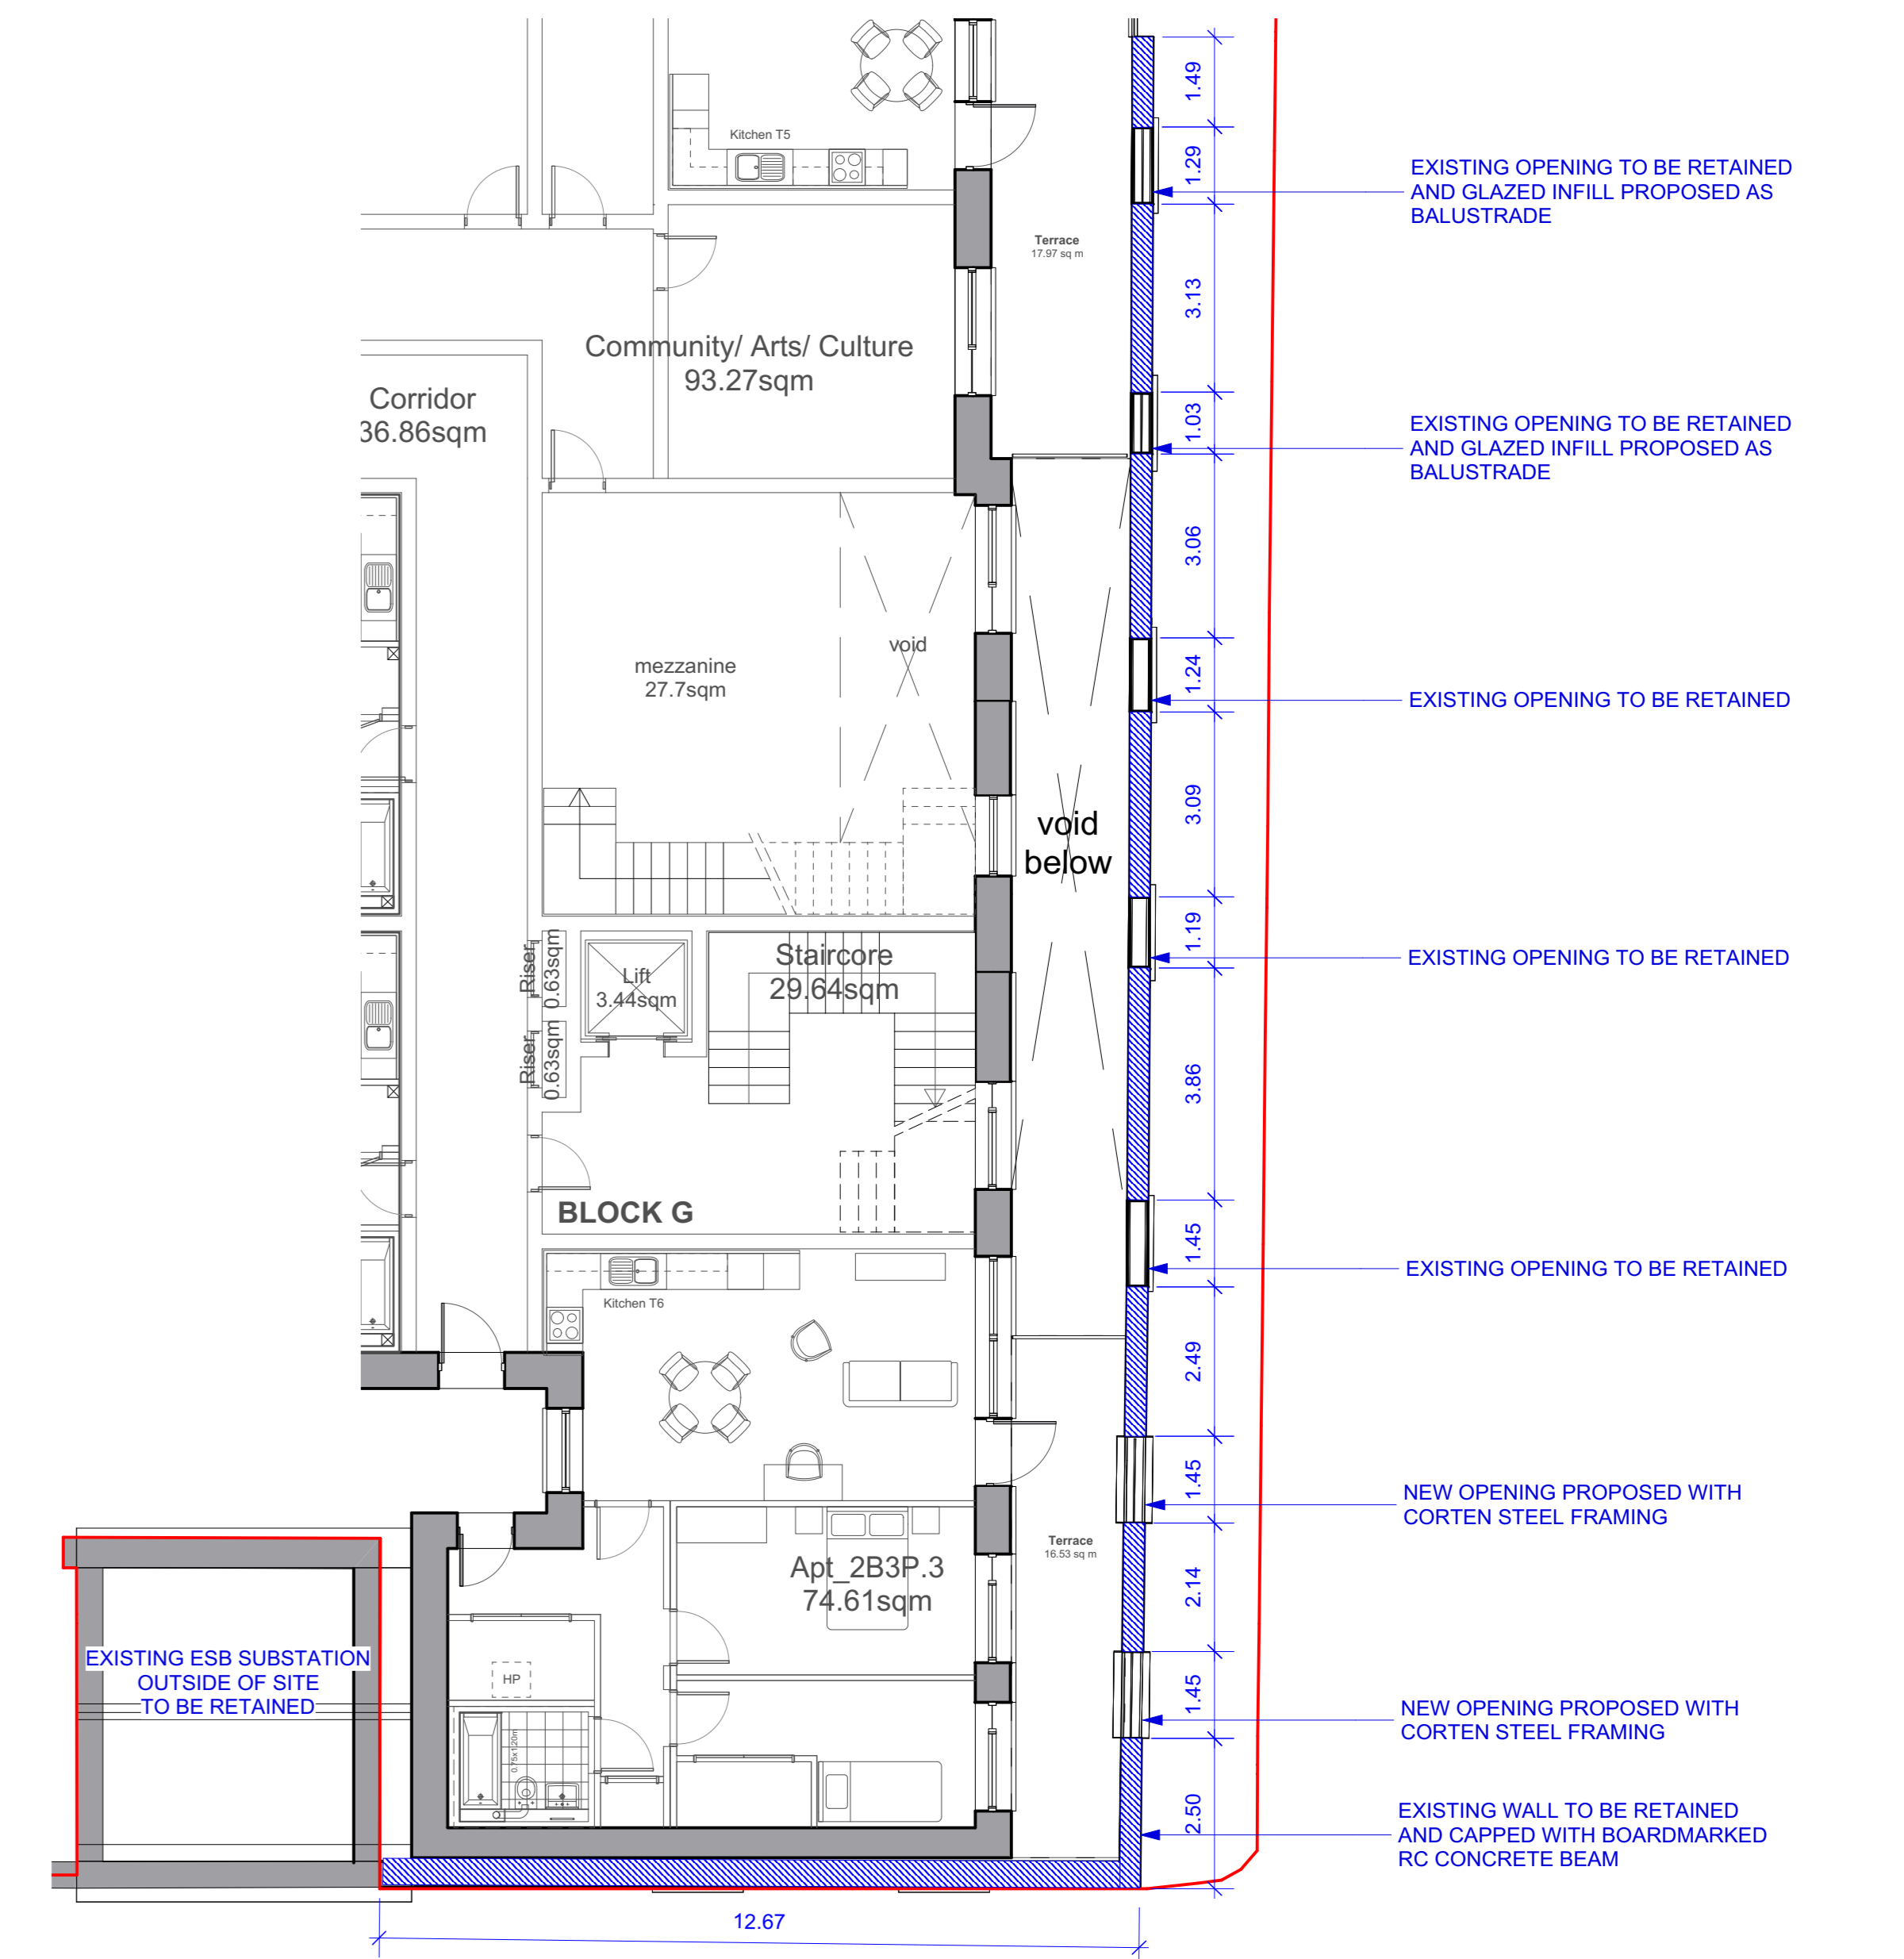 1.49
Kitchen T5
1.29
EXISTING OPENING TO BE RETAINED
AND GLAZED INFILL PROPOSED AS
BALUSTRADE
Terrace
17.97 sq m
3.13
Community/ Arts/ Culture
93.27sqm
Corridor
36.86sqm
1.03
EXISTING OPENING TO BE RETAINED
AND GLAZED INFILL PROPOSED AS
BALUSTRADE
3.06
void
mezzanine
27.7sqm
1.24
EXISTING OPENING TO BE RETAINED
3.09
void
below
1.19
EXISTING OPENING TO BE RETAINED
Riser
0.63sqm
Lift
3.44sqm
Staircore
29.64sqm
Riser
0.63sqm
3.86
BLOCK G
1.45
EXISTING OPENING TO BE RETAINED
Kitchen T6
2.49
1.45
NEW OPENING PROPOSED WITH
CORTEN STEEL FRAMING
Terrace
16.53 sq m
Apt_2B3P.3
74.61sqm
2.14
EXISTING ESB SUBSTATION
OUTSIDE OF SITE
TO BE RETAINED
HP
1.45
NEW OPENING PROPOSED WITH
CORTEN STEEL FRAMING
0.75x1.20m
2.50
EXISTING WALL TO BE RETAINED
AND CAPPED WITH BOARDMARKED
RC CONCRETE BEAM
12.67